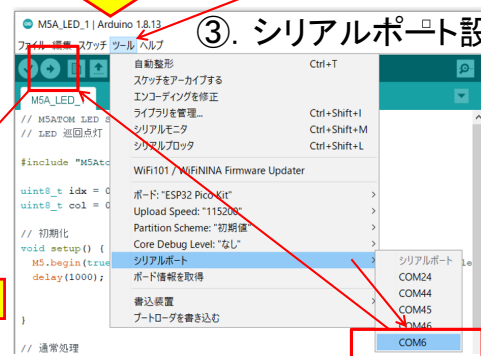 M5A_LED_1 | Arduino 1.8.13
③. シリアルポート設
ファイル 編集 スケッチ ツール ヘルプ
自動整形 Ctrl+T
スケッチをアーカイブする
エンコーディングを修正
ライブラリを管理... Ctrl+Shift+I
シリアルモニタ Ctrl+Shift+M
シリアルプロッタ Ctrl+Shift+L
WiFi101 / WiFiNINA Firmware Updater
ボード: "ESP32 Pico Kit"
Upload Speed: "115200"
Partition Scheme: "初期値"
Core Debug Level: "なし"
シリアルポート
ボード情報を取得
書込装置
ブートローダを書き込む
シリアルポート
COM24
COM44
COM45
COM46
COM6
M5A_LED_1
// M5ATOM LED S
// LED 巡回点灯
#include "M5Ato
uint8_t idx = 0
uint8_t col = 0
// 初期化
void setup() {
M5.begin(true
le
delay(1000);
}
// 通常処理